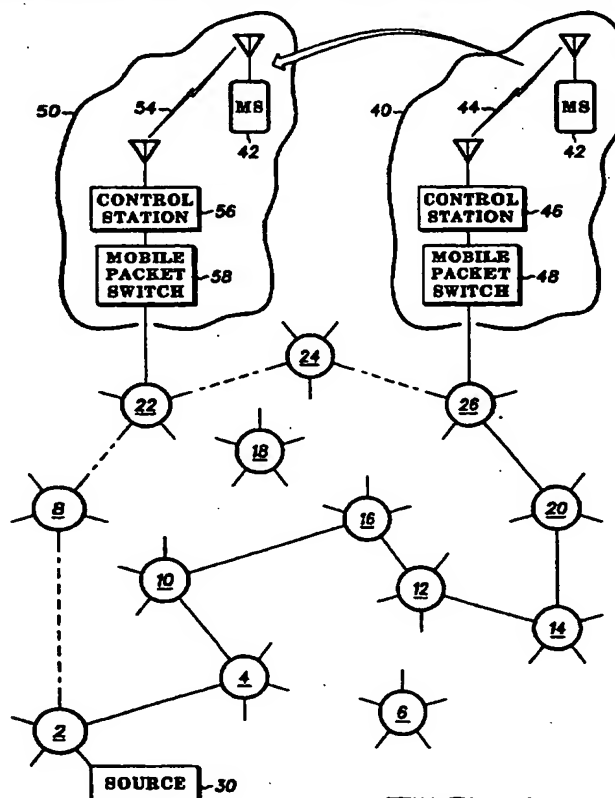 MS
MS
50
54
42
40
44
42
CONTROL
STATION
56
CONTROL
STATION
46
MOBILE
PACKET
SWITCH
58
MOBILE
PACKET
SWITCH
48
24
22
26
18
8
16
20
10
12
14
4
6
2
SOURCE
30